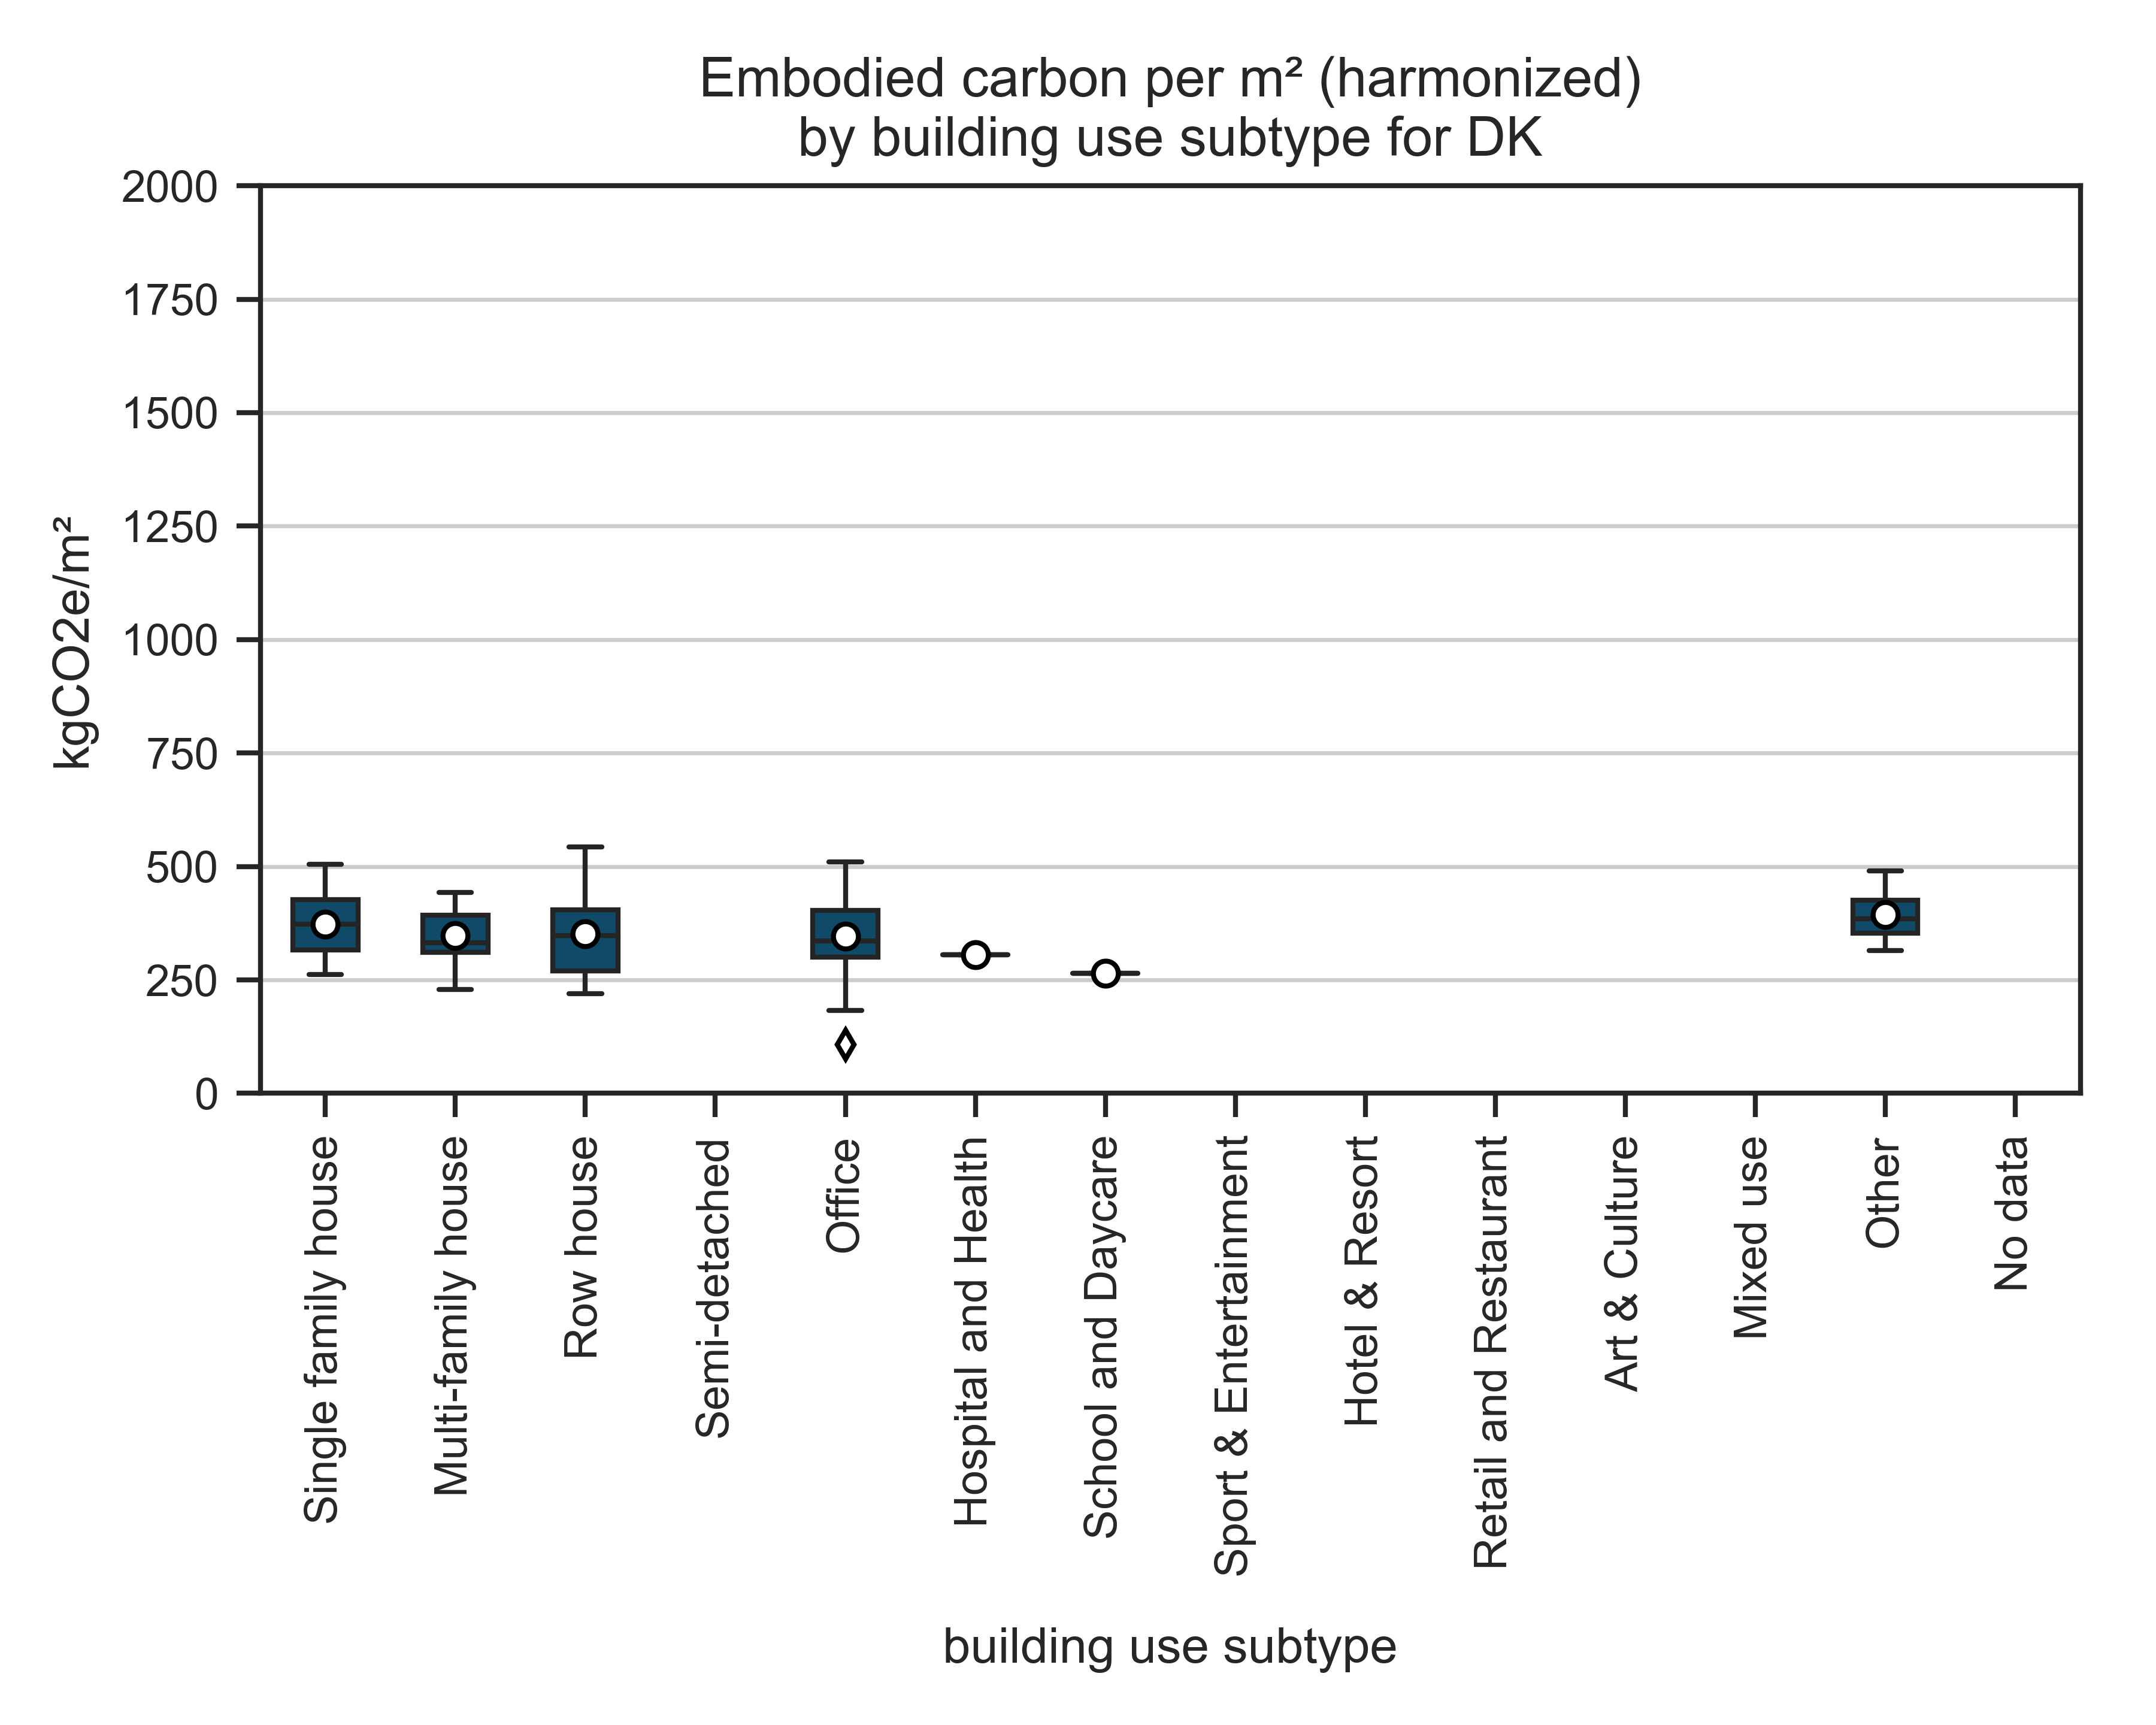 Embodied carbon per m² (harmonized)
by building use subtype for DK
kgCO2e/m²
2000
1750
1500
1250
1000
750
500
250
0
Single family house
Multi-family house
Row house
Semi-detached
Office
Hospital and Health
School and Daycare
Sport & Entertainment
Hotel & Resort
Retail and Restaurant
Art & Culture
Mixed use
Other
No data
building use subtype